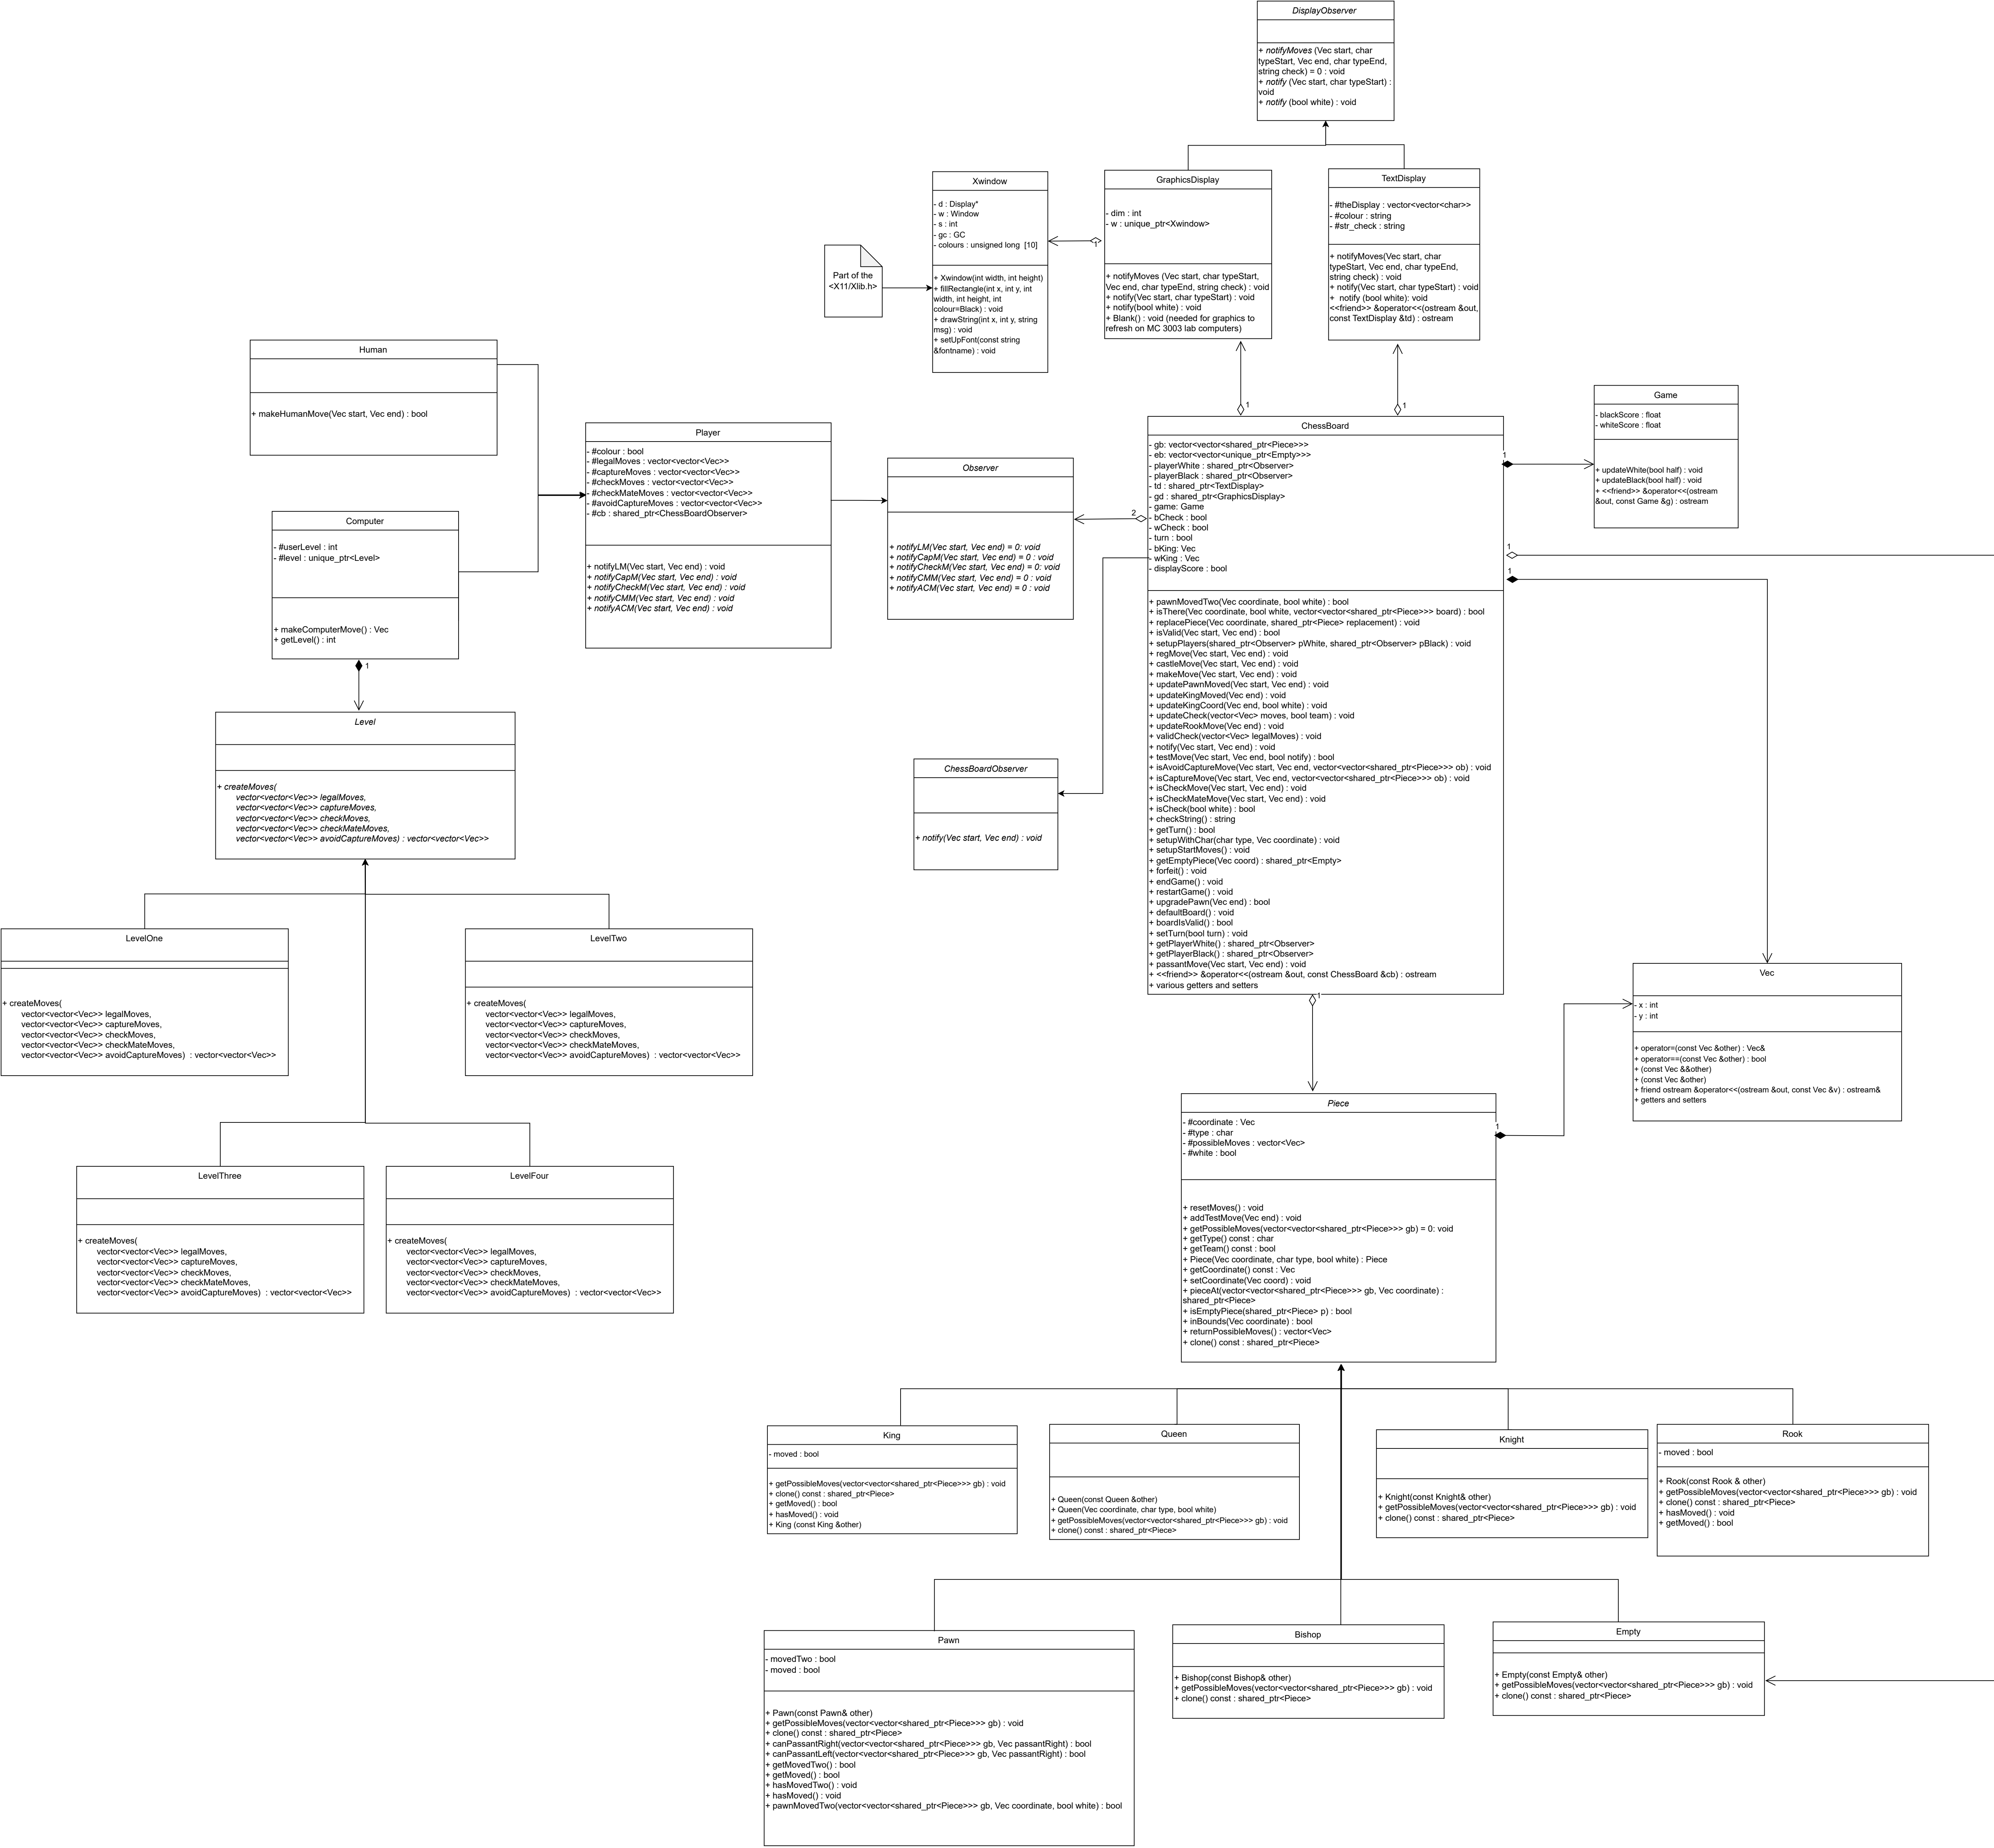 DisplayObserver
+ notifyMoves (Vec start, char
typeStart, Vec end, char typeEnd,
string check) = 0 : void
+ notify (Vec start, char typeStart) :
void
+ notify (bool white) : void
Xwindow
- d : Display*
- w : Window
- s : int
- gc : GC
- colours : unsigned long  [10]
+ Xwindow(int width, int height)
+ fillRectangle(int x, int y, int
width, int height, int
colour=Black) : void
+ drawString(int x, int y, string
msg) : void
+ setUpFont(const string
&fontname) : void
Part of the
<X11/Xlib.h>
1
GraphicsDisplay
- dim : int
- w : unique_ptr<Xwindow>
+ notifyMoves (Vec start, char typeStart,
Vec end, char typeEnd, string check) : void
+ notify(Vec start, char typeStart) : void
+ notify(bool white) : void
+ Blank() : void (needed for graphics to
refresh on MC 3003 lab computers)
TextDisplay
- #theDisplay : vector<vector<char>>
- #colour : string
- #str_check : string
+ notifyMoves(Vec start, char
typeStart, Vec end, char typeEnd,
string check) : void
+ notify(Vec start, char typeStart) : void
+  notify (bool white): void
<<friend>> &operator<<(ostream &out,
const TextDisplay &td) : ostream
1
1
Human
+ makeHumanMove(Vec start, Vec end) : bool
Computer
- #userLevel : int
- #level : unique_ptr<Level>
+ makeComputerMove() : Vec
+ getLevel() : int
1
Player
- #colour : bool
- #legalMoves : vector<vector<Vec>>
- #captureMoves : vector<vector<Vec>>
- #checkMoves : vector<vector<Vec>>
- #checkMateMoves : vector<vector<Vec>>
- #avoidCaptureMoves : vector<vector<Vec>>
- #cb : shared_ptr<ChessBoardObserver>
+ notifyLM(Vec start, Vec end) : void
+ notifyCapM(Vec start, Vec end) : void
+ notifyCheckM(Vec start, Vec end) : void
+ notifyCMM(Vec start, Vec end) : void
+ notifyACM(Vec start, Vec end) : void
Observer
+ notifyLM(Vec start, Vec end) = 0: void
+ notifyCapM(Vec start, Vec end) = 0 : void
+ notifyCheckM(Vec start, Vec end) = 0: void
+ notifyCMM(Vec start, Vec end) = 0 : void
+ notifyACM(Vec start, Vec end) = 0 : void
2
ChessBoard
- gb: vector<vector<shared_ptr<Piece>>>
- eb: vector<vector<unique_ptr<Empty>>>
- playerWhite : shared_ptr<Observer>
- playerBlack : shared_ptr<Observer>
- td : shared_ptr<TextDisplay>
- gd : shared_ptr<GraphicsDisplay>
- game: Game
- bCheck : bool
- wCheck : bool
- turn : bool
- bKing: Vec
- wKing : Vec
- displayScore : bool
+ pawnMovedTwo(Vec coordinate, bool white) : bool
+ isThere(Vec coordinate, bool white, vector<vector<shared_ptr<Piece>>> board) : bool
+ replacePiece(Vec coordinate, shared_ptr<Piece> replacement) : void
+ isValid(Vec start, Vec end) : bool
+ setupPlayers(shared_ptr<Observer> pWhite, shared_ptr<Observer> pBlack) : void
+ regMove(Vec start, Vec end) : void
+ castleMove(Vec start, Vec end) : void
+ makeMove(Vec start, Vec end) : void
+ updatePawnMoved(Vec start, Vec end) : void
+ updateKingMoved(Vec end) : void
+ updateKingCoord(Vec end, bool white) : void
+ updateCheck(vector<Vec> moves, bool team) : void
+ updateRookMove(Vec end) : void
+ validCheck(vector<Vec> legalMoves) : void
+ notify(Vec start, Vec end) : void
+ testMove(Vec start, Vec end, bool notify) : bool
+ isAvoidCaptureMove(Vec start, Vec end, vector<vector<shared_ptr<Piece>>> ob) : void
+ isCaptureMove(Vec start, Vec end, vector<vector<shared_ptr<Piece>>> ob) : void
+ isCheckMove(Vec start, Vec end) : void
+ isCheckMateMove(Vec start, Vec end) : void
+ isCheck(bool white) : bool
+ checkString() : string
+ getTurn() : bool
+ setupWithChar(char type, Vec coordinate) : void
+ setupStartMoves() : void
+ getEmptyPiece(Vec coord) : shared_ptr<Empty>
+ forfeit() : void
+ endGame() : void
+ restartGame() : void
+ upgradePawn(Vec end) : bool
+ defaultBoard() : void
+ boardIsValid() : bool
+ setTurn(bool turn) : void
+ getPlayerWhite() : shared_ptr<Observer>
+ getPlayerBlack() : shared_ptr<Observer>
+ passantMove(Vec start, Vec end) : void
+ <<friend>> &operator<<(ostream &out, const ChessBoard &cb) : ostream
+ various getters and setters
1
1
1
1
Game
- blackScore : float
- whiteScore : float
+ updateWhite(bool half) : void
+ updateBlack(bool half) : void
+ <<friend>> &operator<<(ostream
&out, const Game &g) : ostream
ChessBoardObserver
+ notify(Vec start, Vec end) : void
Level
+ createMoves(
vector<vector<Vec>> legalMoves,
vector<vector<Vec>> captureMoves,
vector<vector<Vec>> checkMoves,
vector<vector<Vec>> checkMateMoves,
vector<vector<Vec>> avoidCaptureMoves) : vector<vector<Vec>>
LevelOne
+ createMoves(
vector<vector<Vec>> legalMoves,
vector<vector<Vec>> captureMoves,
vector<vector<Vec>> checkMoves,
vector<vector<Vec>> checkMateMoves,
vector<vector<Vec>> avoidCaptureMoves)  : vector<vector<Vec>>
LevelTwo
+ createMoves(
vector<vector<Vec>> legalMoves,
vector<vector<Vec>> captureMoves,
vector<vector<Vec>> checkMoves,
vector<vector<Vec>> checkMateMoves,
vector<vector<Vec>> avoidCaptureMoves)  : vector<vector<Vec>>
LevelThree
+ createMoves(
vector<vector<Vec>> legalMoves,
vector<vector<Vec>> captureMoves,
vector<vector<Vec>> checkMoves,
vector<vector<Vec>> checkMateMoves,
vector<vector<Vec>> avoidCaptureMoves)  : vector<vector<Vec>>
LevelFour
+ createMoves(
vector<vector<Vec>> legalMoves,
vector<vector<Vec>> captureMoves,
vector<vector<Vec>> checkMoves,
vector<vector<Vec>> checkMateMoves,
vector<vector<Vec>> avoidCaptureMoves)  : vector<vector<Vec>>
Vec
- x : int
- y : int
+ operator=(const Vec &other) : Vec&
+ operator==(const Vec &other) : bool
+ (const Vec &&other)
+ (const Vec &other)
+ friend ostream &operator<<(ostream &out, const Vec &v) : ostream&
+ getters and setters
Piece
- #coordinate : Vec
- #type : char
- #possibleMoves : vector<Vec>
- #white : bool
1
+ resetMoves() : void
+ addTestMove(Vec end) : void
+ getPossibleMoves(vector<vector<shared_ptr<Piece>>> gb) = 0: void
+ getType() const : char
+ getTeam() const : bool
+ Piece(Vec coordinate, char type, bool white) : Piece
+ getCoordinate() const : Vec
+ setCoordinate(Vec coord) : void
+ pieceAt(vector<vector<shared_ptr<Piece>>> gb, Vec coordinate) :
shared_ptr<Piece>
+ isEmptyPiece(shared_ptr<Piece> p) : bool
+ inBounds(Vec coordinate) : bool
+ returnPossibleMoves() : vector<Vec>
+ clone() const : shared_ptr<Piece>
King
- moved : bool
+ getPossibleMoves(vector<vector<shared_ptr<Piece>>> gb) : void
+ clone() const : shared_ptr<Piece>
+ getMoved() : bool
+ hasMoved() : void
+ King (const King &other)
Queen
+ Queen(const Queen &other)
+ Queen(Vec coordinate, char type, bool white)
+ getPossibleMoves(vector<vector<shared_ptr<Piece>>> gb) : void
+ clone() const : shared_ptr<Piece>
Knight
+ Knight(const Knight& other)
+ getPossibleMoves(vector<vector<shared_ptr<Piece>>> gb) : void
+ clone() const : shared_ptr<Piece>
Rook
- moved : bool
+ Rook(const Rook & other)
+ getPossibleMoves(vector<vector<shared_ptr<Piece>>> gb) : void
+ clone() const : shared_ptr<Piece>
+ hasMoved() : void
+ getMoved() : bool
Pawn
- movedTwo : bool
- moved : bool
+ Pawn(const Pawn& other)
+ getPossibleMoves(vector<vector<shared_ptr<Piece>>> gb) : void
+ clone() const : shared_ptr<Piece>
+ canPassantRight(vector<vector<shared_ptr<Piece>>> gb, Vec passantRight) : bool
+ canPassantLeft(vector<vector<shared_ptr<Piece>>> gb, Vec passantRight) : bool
+ getMovedTwo() : bool
+ getMoved() : bool
+ hasMovedTwo() : void
+ hasMoved() : void
+ pawnMovedTwo(vector<vector<shared_ptr<Piece>>> gb, Vec coordinate, bool white) : bool
Bishop
+ Bishop(const Bishop& other)
+ getPossibleMoves(vector<vector<shared_ptr<Piece>>> gb) : void
+ clone() const : shared_ptr<Piece>
Empty
+ Empty(const Empty& other)
+ getPossibleMoves(vector<vector<shared_ptr<Piece>>> gb) : void
+ clone() const : shared_ptr<Piece>